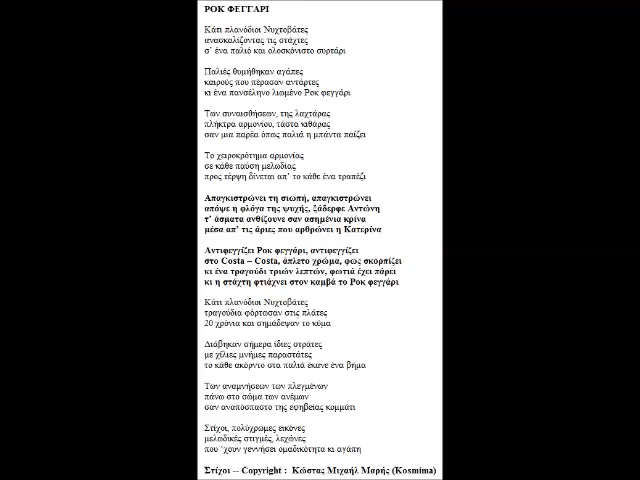 ΡΟΚ ΦΕΓΓΑΡΙ
Κάτι πλανόδιοι Νυχτοβάτες
ανασκαλίζοντας τις στάχτες
σ' ένα παλιό και ολοσκόνιστο συρτάρι
Παλιές θυμήθηκαν αγάπες
καιρούς που πέρασαν αντάρτες
κι ένα πανσέληνο λιωμένο Ροκ φεγγάρι
Των συναισθήσεων, της λαχτάρας
πλήκτρα αρμονίου, τάστα κιθάρας
σαν μια παρέα όπως παλιά η μπάντα παίζει
Το χειροκρότημα αρμονίας
σε κάθε παύση μελωδίας
προς τέρψη δίνεται απ' το κάθε ένα τραπέζι
Απαγκιστρώνει τη σιωπή, απαγκιστρώνει
απόψε η φλόγα της ψυχής, ξάδερφε Αντώνη
τ' άσματα ανθίζουνε σαν ασημένια κρίνα
μέσα απ' τις άριες που αρθρώνει η Κατερίνα
Αντιφεγγίζει Ροκ φεγγάρι, αντιφεγγίζει
στο Costa – Costa, άπλετο χρώμα, φως σκορπίζει
κι ένα τραγούδι τριών λεπτών, φωτιά έχει πάρει
κι η στάχτη φτιάχνει στον καμβά το Ροκ φεγγάρι
Κάτι πλανόδιοι Νυχτοβάτες
τραγούδια φόρτασαν στις πλάτες
20 χρόνια και σημάδεψαν το κύμα
Διάβηκαν σήμερα ίδιες στράτες
με χίλιες μνήμες παραστάτες
το κάθε ακόρντο στα παλιά έκανε ένα βήμα
Των αναμνήσεων των πλεγμένων
πάνω στο σώμα των ανέμων
σαν αναπόσπαστο της εφηβείας κομμάτι
Στίχοι, πολύχρωμες εικόνες
μελωδικές στιγμές, λεχώνες
που 'χουν γεννήσει ομαδικότητα κι αγάπη
Στίχοι -- Copyright : Κώστας Μιχαήλ Μαρής (Kosmima)